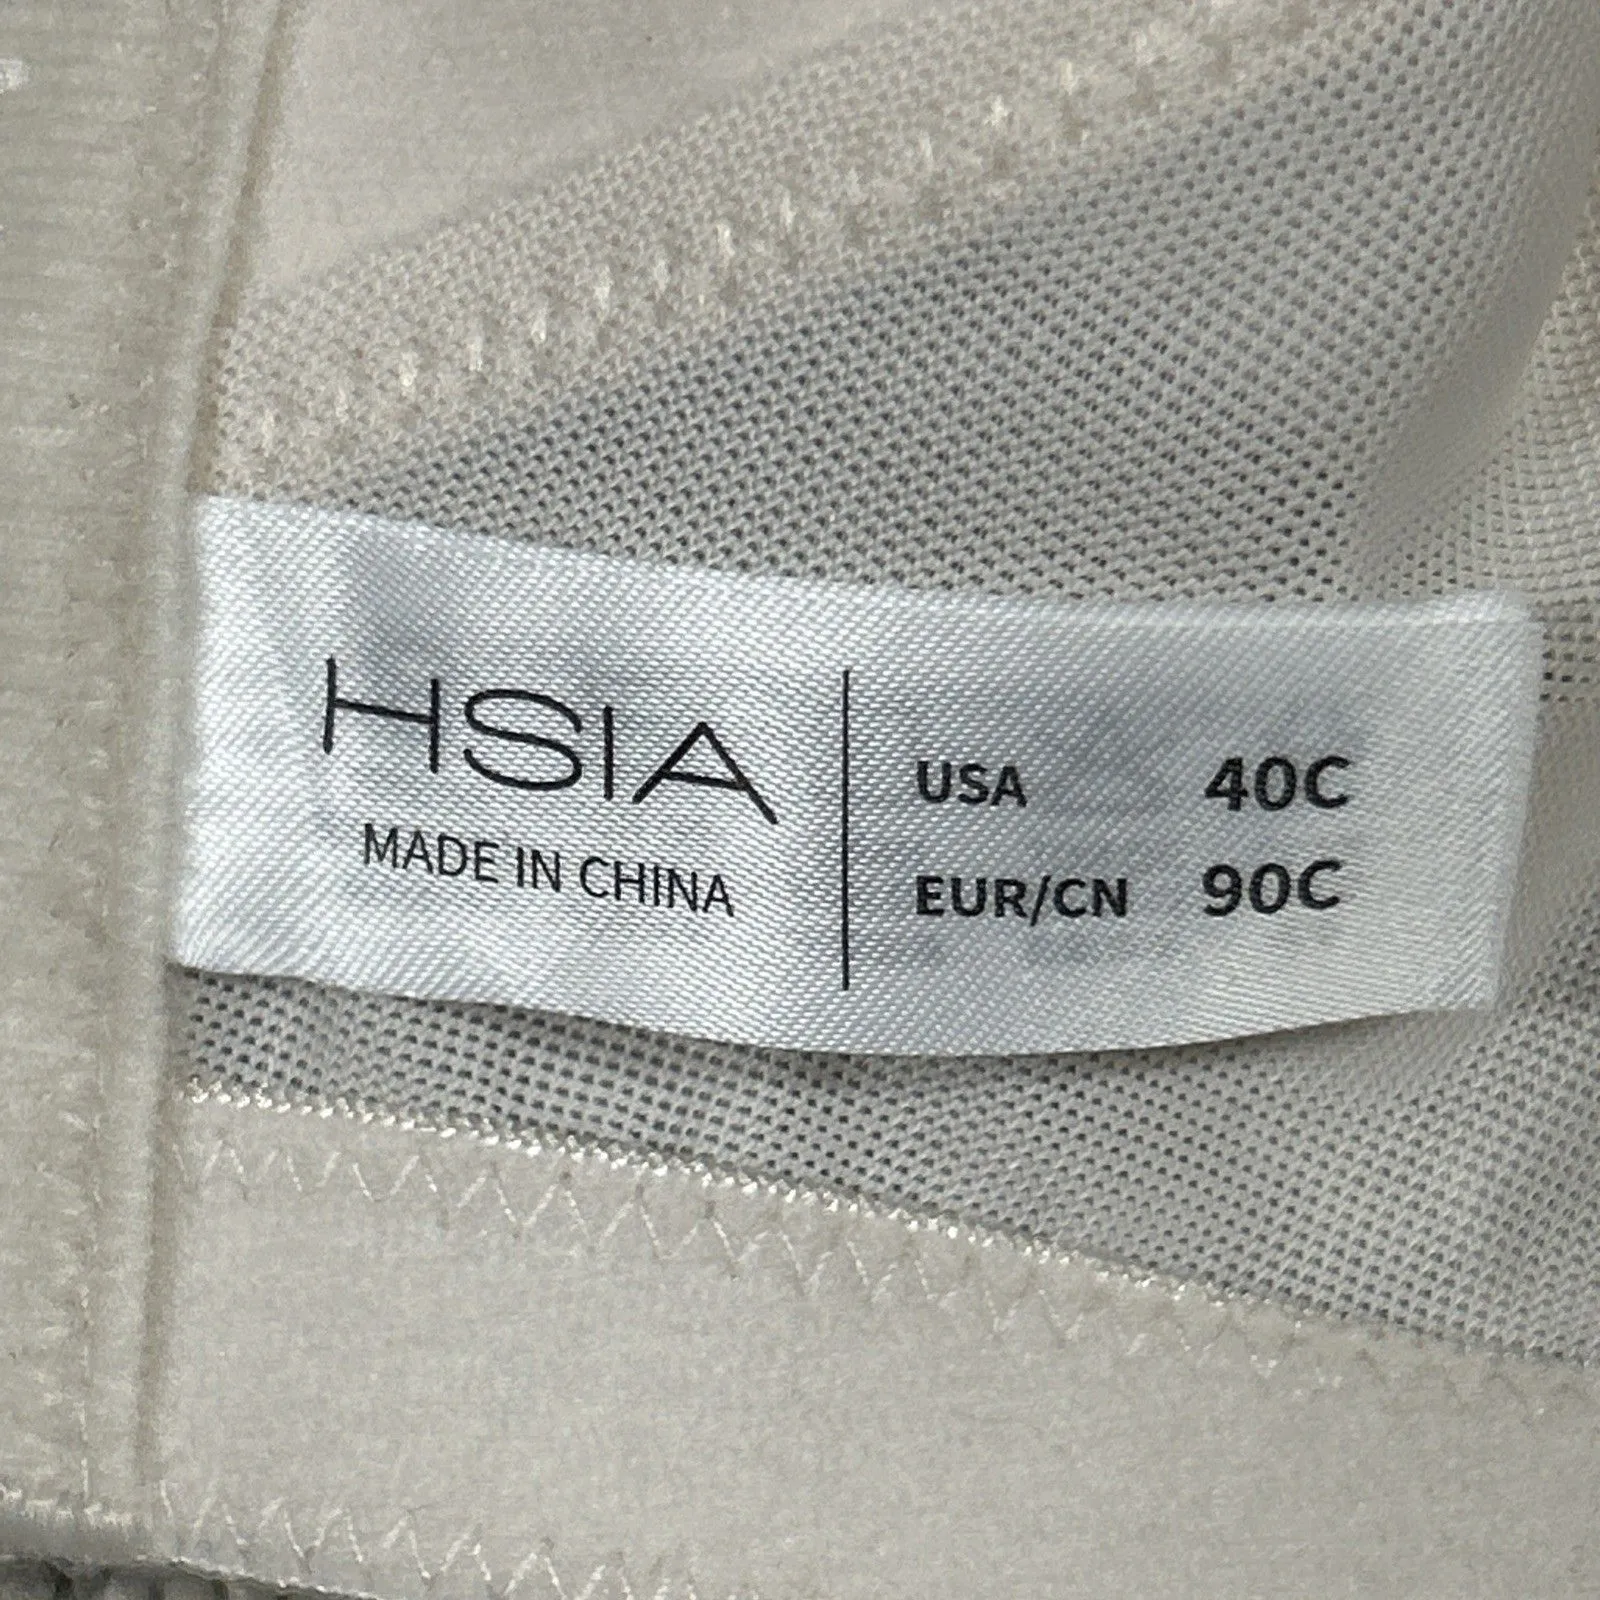 HSIA
MADE IN CHINA
USA 40C
EUR/CN 90C